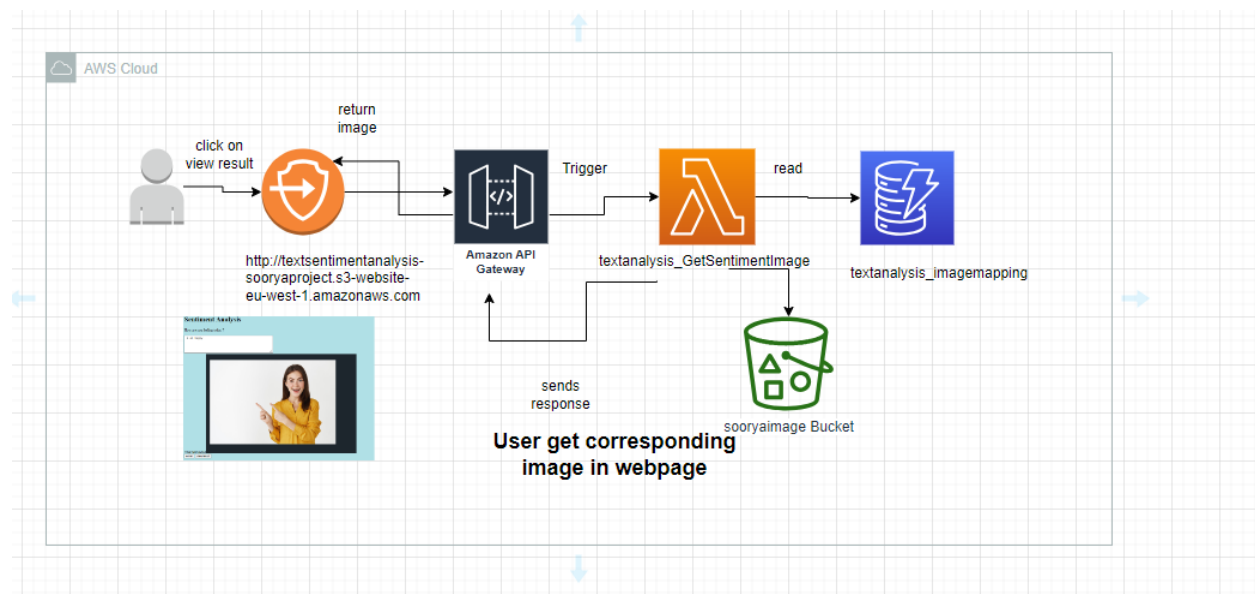 AWS Cloud
return
image
click on
view result
Trigger
read
http://textsentimentanalysis-
sooryaproject.s3-website-
eu-west-1.amazonaws.com
Amazon API
Gateway
textanalysis_GetSentimentImage
textanalysis_imagemapping
Sentiment Analysis
sends
response
sooryaimage Bucket
User get corresponding
image in webpage